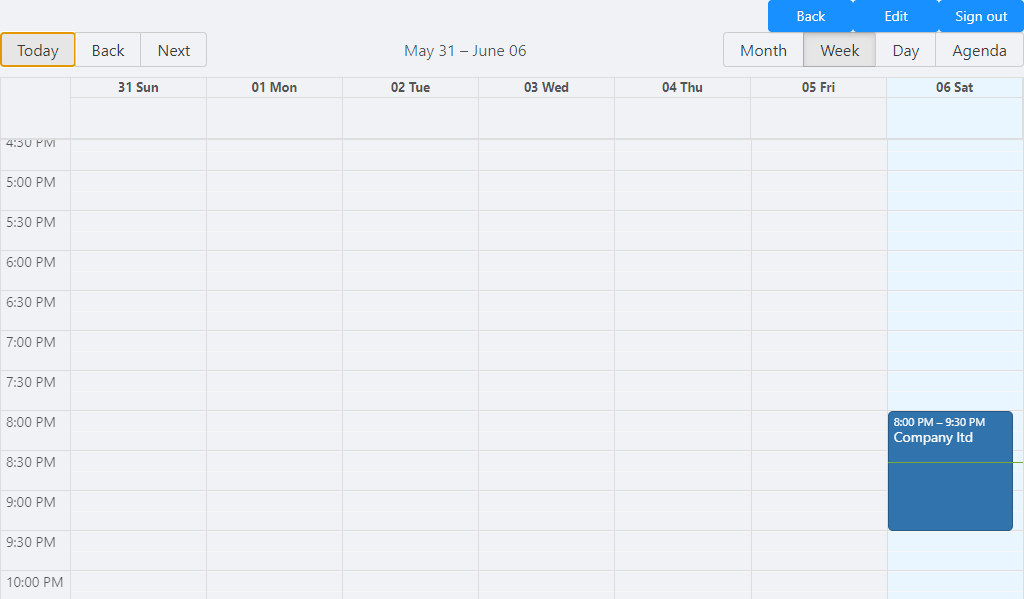 Back Edit Sign out
Today Back Next May 31 – June 06 Month Week Day Agenda
31 Sun 01 Mon 02 Tue 03 Wed 04 Thu 05 Fri 06 Sat
4:30 PM
5:00 PM
5:30 PM
6:00 PM
6:30 PM
7:00 PM
7:30 PM
8:00 PM 8:00 PM – 9:30 PM
Company ltd
8:30 PM
9:00 PM
9:30 PM
10:00 PM